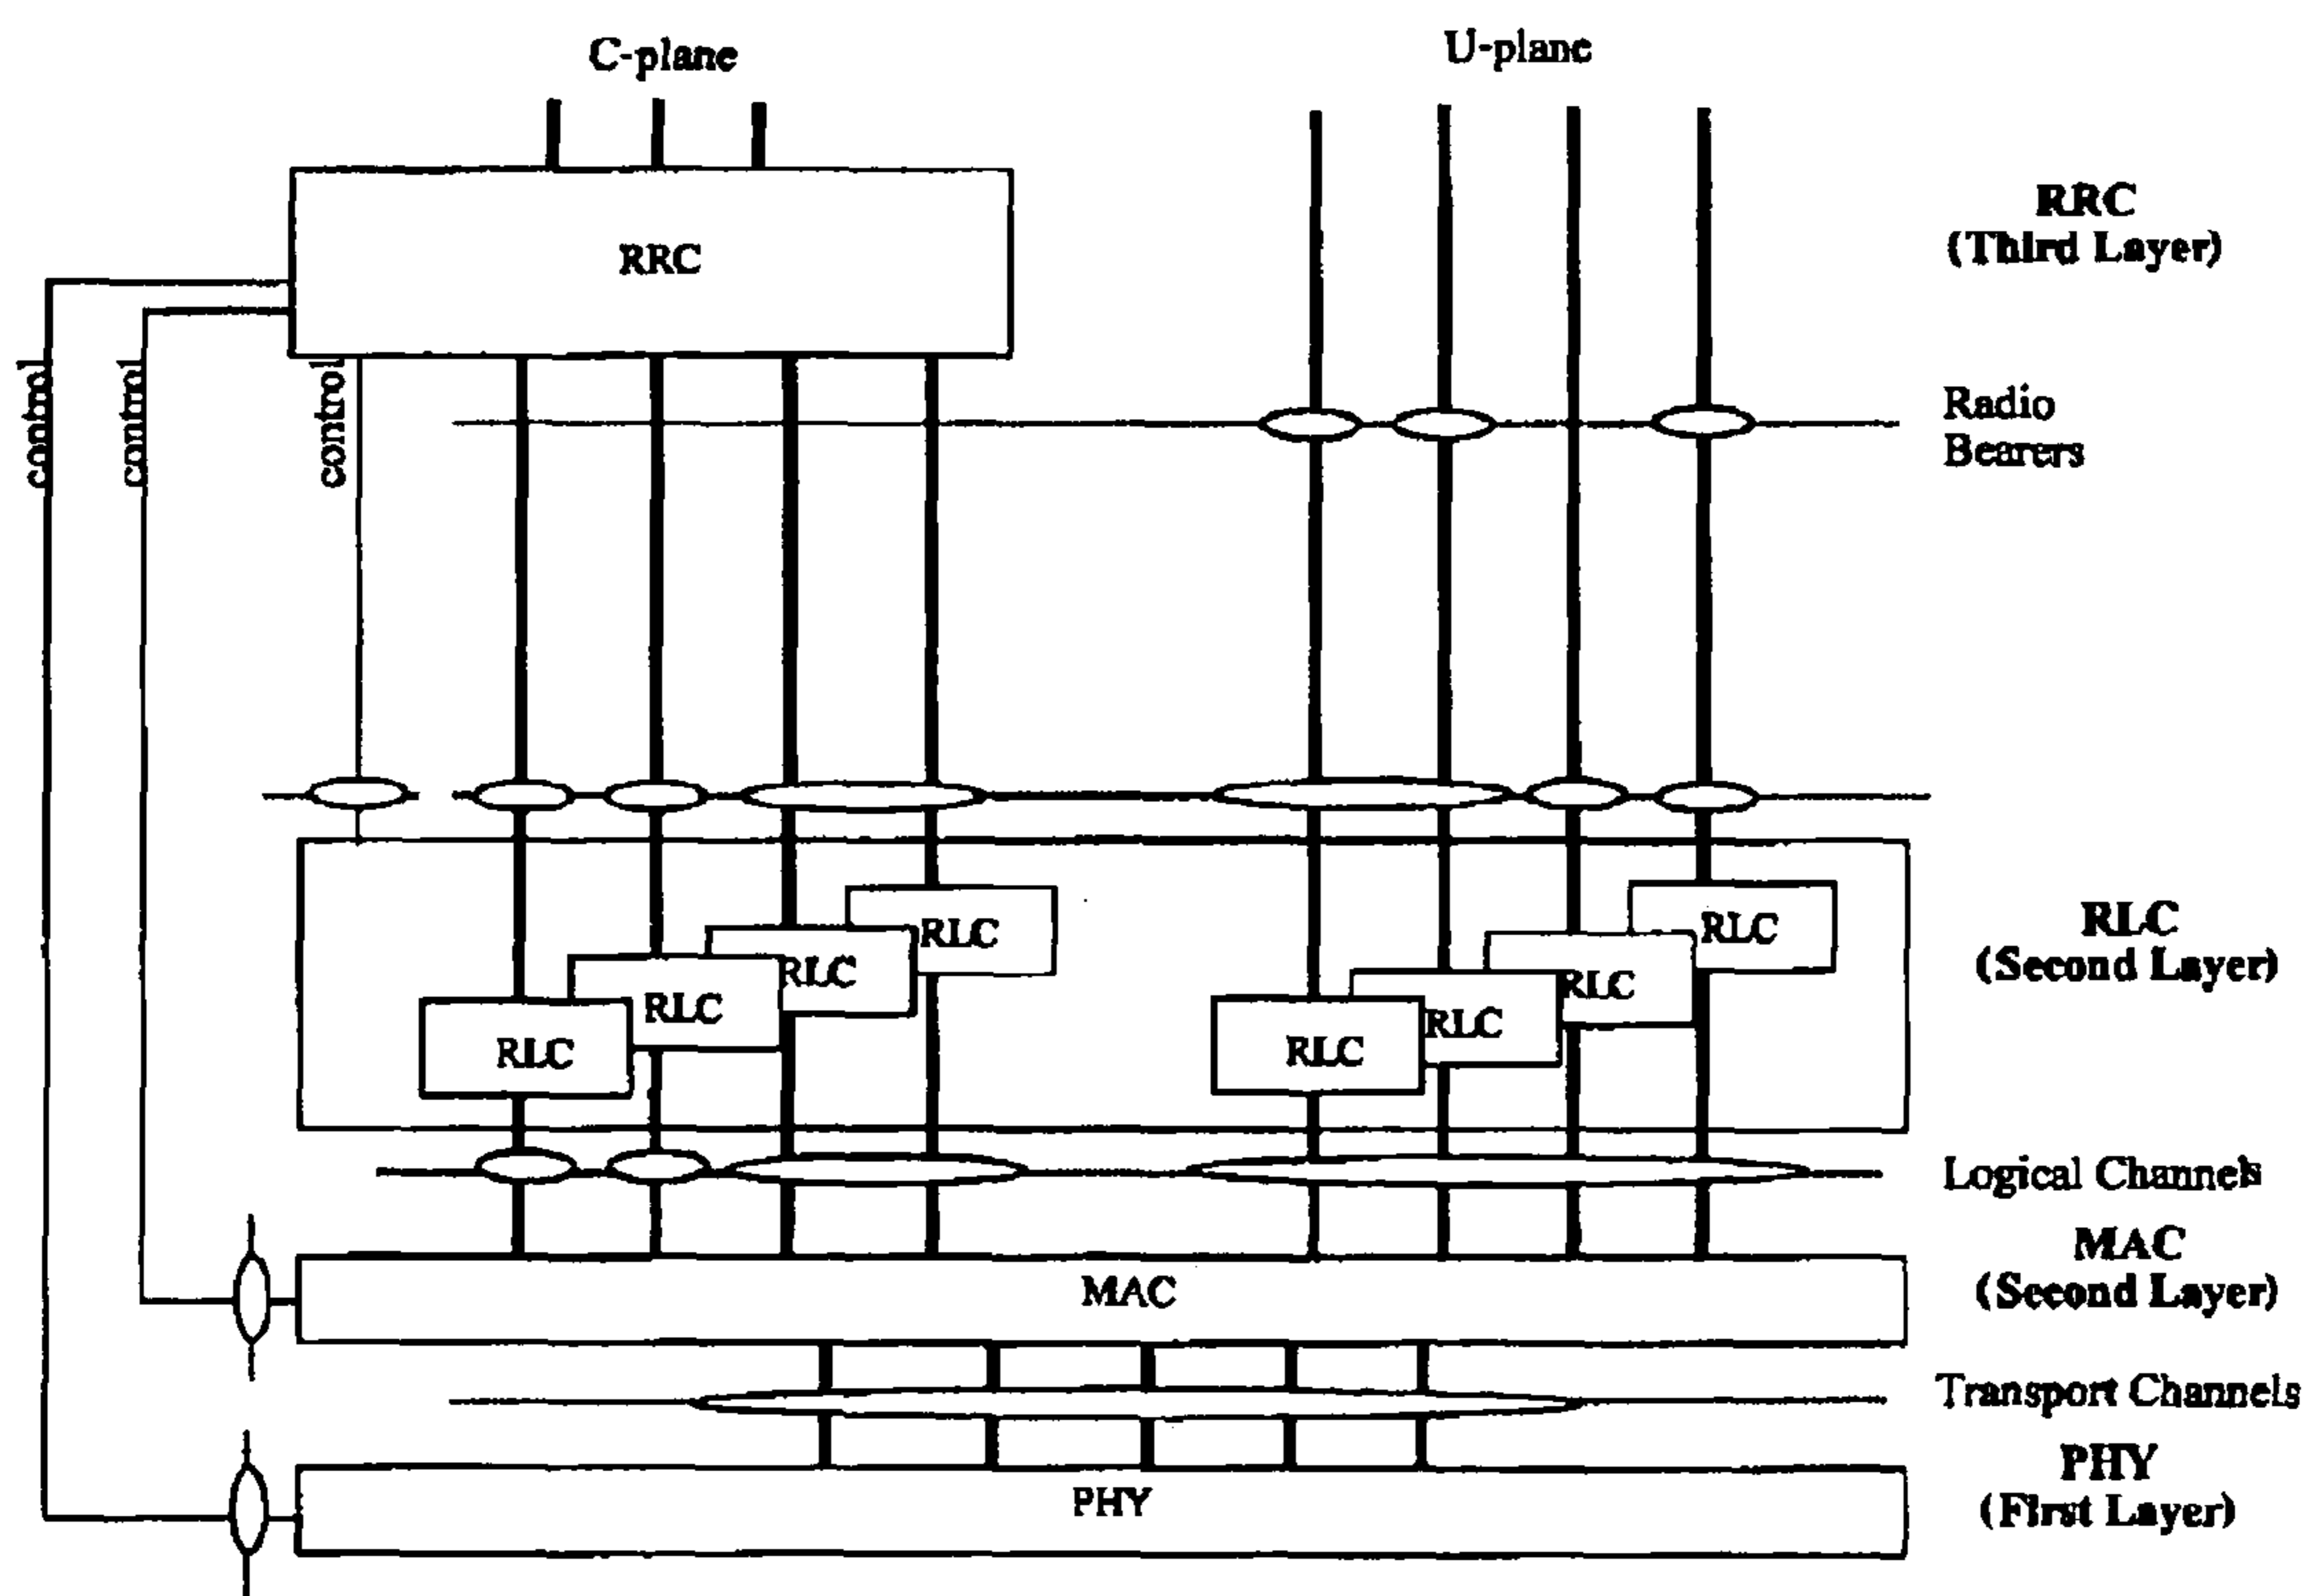 C-plane
U-plane
RRC
RRC
(Third Layer)
control
control
control
Radio
Bearers
RLC
RLC
RLC
RLC
RLC
RLC
RLC
RLC
RLC
(Second Layer)
Logical Channels
MAC
MAC
(Second Layer)
Transport Channels
PHY
PHY
(First Layer)